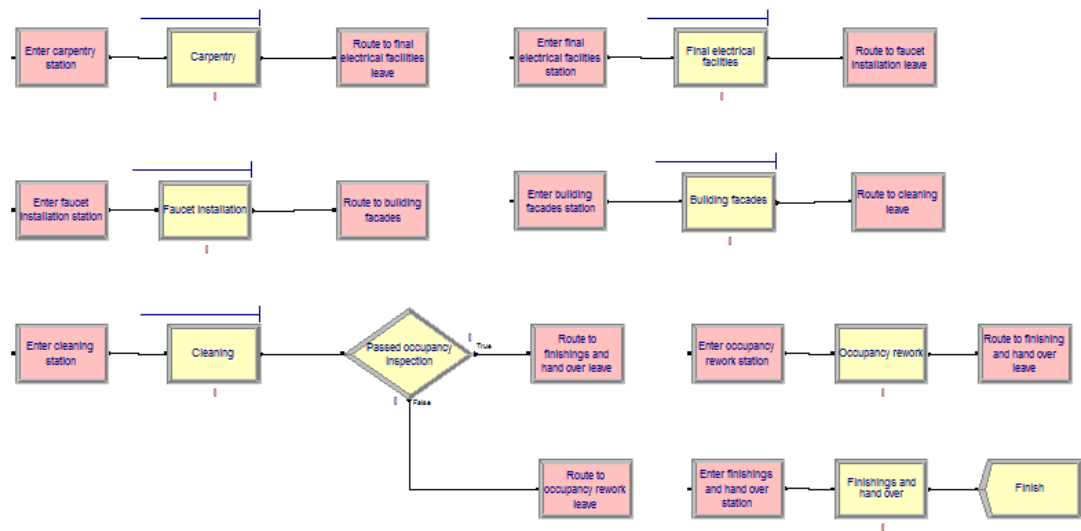 Enter carpentry
station
Carpentry
Route to final
electrical facilities
leave
Enter final
electrical facilities
station
Final electrical
facilties
Route to faucet
installation leave
Enter faucet
installation station
Faucet installation
Route to building
facades
Enter building
facades station
Building facades
Route to cleaning
leave
Enter cleaning
station
Cleaning
Passed occupancy
inspection
True
False
Route to
finishings and
hand over leave
Enter occupancy
rework station
Occupancy rework
Route to finishing
and hand over
leave
Route to
occupancy rework
leave
Enter finishings
and hand over
station
Finishings and
hand over
Finish